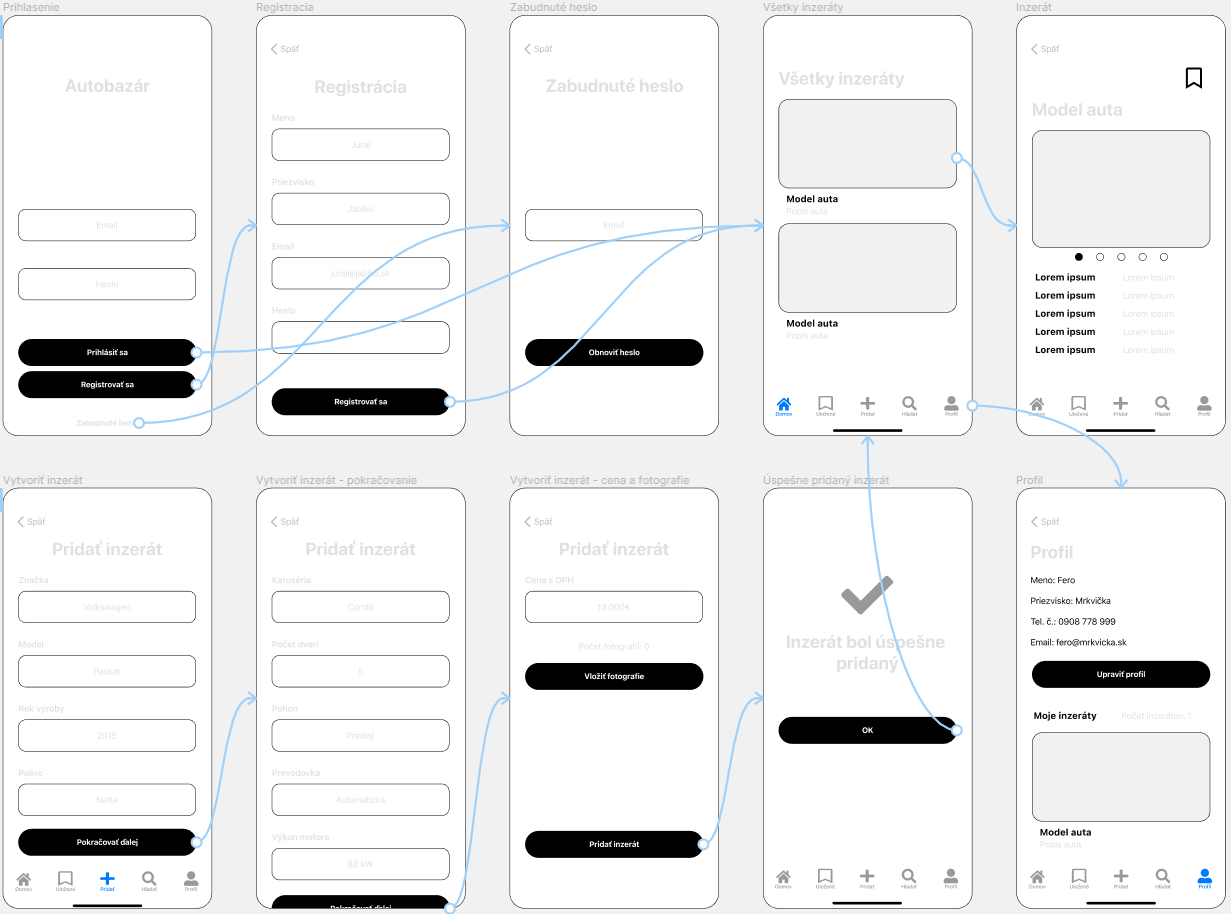 Prihlasenie
Autobazár
Email
Heslo
Prihlásiť sa
Registrovať sa
Zabudnuté heslo
Registracia
Späť
Registrácia
Meno
Juraj
Priezvisko
Jablko
Email
juraj@jablko.sk
Heslo
Registrovať sa
Zabudnuté heslo
Späť
Zabudnuté heslo
Email
Obnoviť heslo
Všetky inzeráty
Všetky inzeráty
Model auta
Popis auta
Model auta
Popis auta
Domov Uložené Pridať Hľadať Profil
Inzerát
Späť
Model auta
Lorem ipsum Lorem ipsum
Lorem ipsum Lorem ipsum
Lorem ipsum Lorem ipsum
Lorem ipsum Lorem ipsum
Lorem ipsum Lorem ipsum
Domov Uložené Pridať Hľadať Profil
Vytvoriť inzerát
Späť
Pridať inzerát
Značka
Volkswagen
Model
Passat
Rok výroby
2015
Palivo
Nafta
Pokračovať ďalej
Domov Uložené Pridať Hľadať Profil
Vytvoriť inzerát - pokračovanie
Späť
Pridať inzerát
Karoséria
Combi
Počet dverí
5
Pohon
Predný
Prevodovka
Automatická
Výkon motora
88 kW
Pokračovať ďalej
Vytvoriť inzerát - cena a fotografie
Späť
Pridať inzerát
Cena s DPH
13 000€
Počet fotografií: 0
Vložiť fotografie
Pridať inzerát
Úspešne pridaný inzerát
Inzerát bol úspešne
pridaný
OK
Domov Uložené Pridať Hľadať Profil
Profil
Späť
Profil
Meno: Fero
Priezvisko: Mrkvička
Tel. č.: 0908 778 999
Email: fero@mrkvicka.sk
Upraviť profil
Moje inzeráty Počet inzerátov: 1
Model auta
Popis auta
Domov Uložené Pridať Hľadať Profil